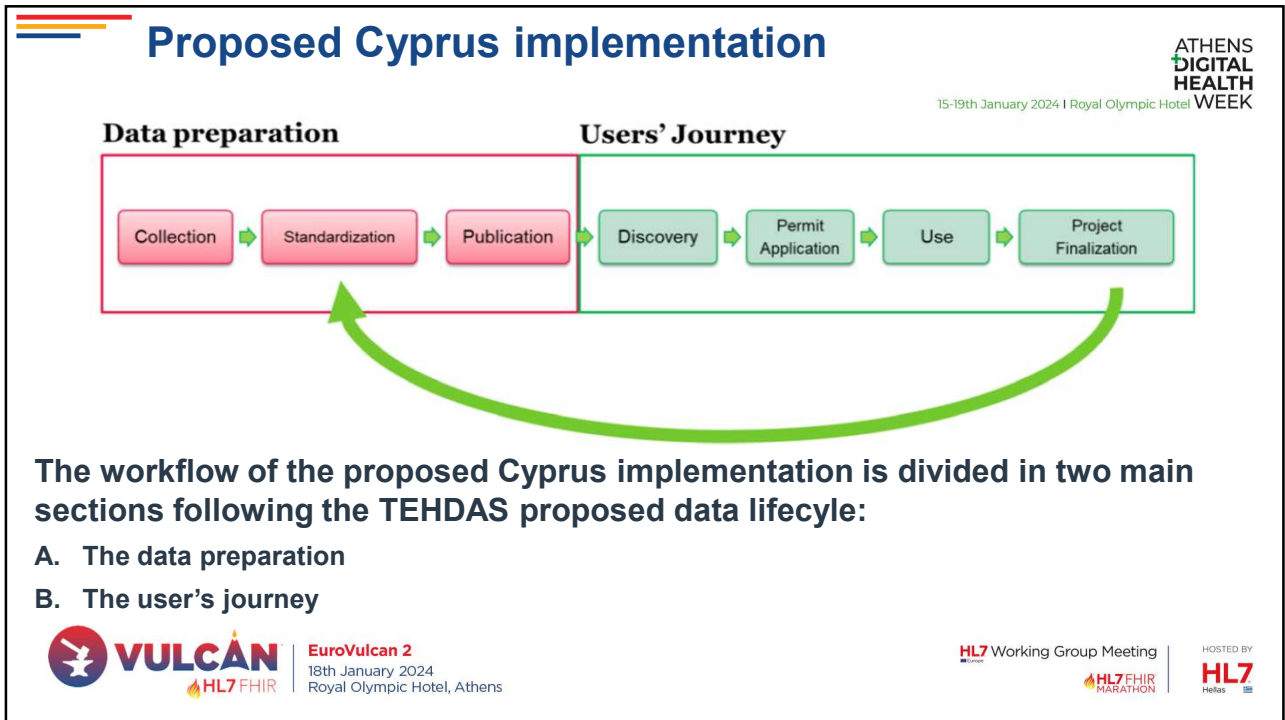 Proposed Cyprus implementation
ATHENS
DIGITAL
HEALTH
WEEK
15-19th January 2024 I Royal Olympic Hotel
Data preparation
Users' Journey
Collection
Standardization
Publication
Discovery
Permit
Application
Use
Project
Finalization
The workflow of the proposed Cyprus implementation is divided in two main
sections following the TEHDAS proposed data lifecyle:
A. The data preparation
B. The user's journey
VULCAN
HL7 FHIR
EuroVulcan 2
18th January 2024
Royal Olympic Hotel, Athens
HL7 Working Group Meeting
Europe
HL7 FHIR
MARATHON
HOSTED BY
HL7
Hellas